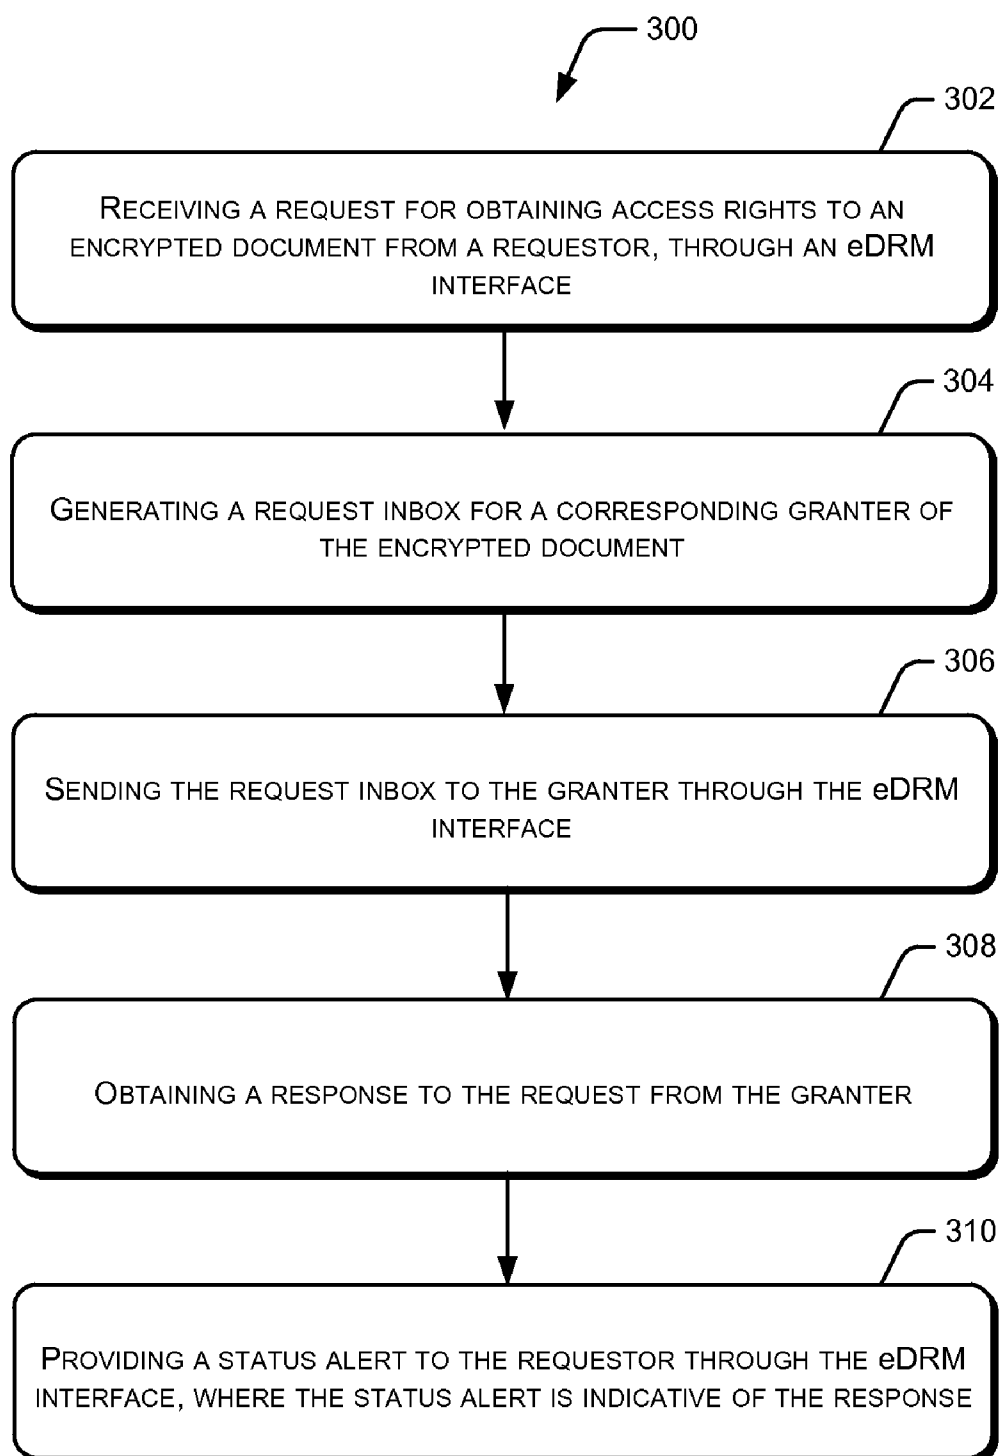 300
302
RECEIVING A REQUEST FOR OBTAINING ACCESS RIGHTS TO AN
ENCRYPTED DOCUMENT FROM A REQUESTOR, THROUGH AN eDRM
INTERFACE
304
GENERATING A REQUEST INBOX FOR A CORRESPONDING GRANTER OF
THE ENCRYPTED DOCUMENT
306
SENDING THE REQUEST INBOX TO THE GRANTER THROUGH THE eDRM
INTERFACE
308
OBTAINING A RESPONSE TO THE REQUEST FROM THE GRANTER
310
PROVIDING A STATUS ALERT TO THE REQUESTOR THROUGH THE eDRM
INTERFACE, WHERE THE STATUS ALERT IS INDICATIVE OF THE RESPONSE